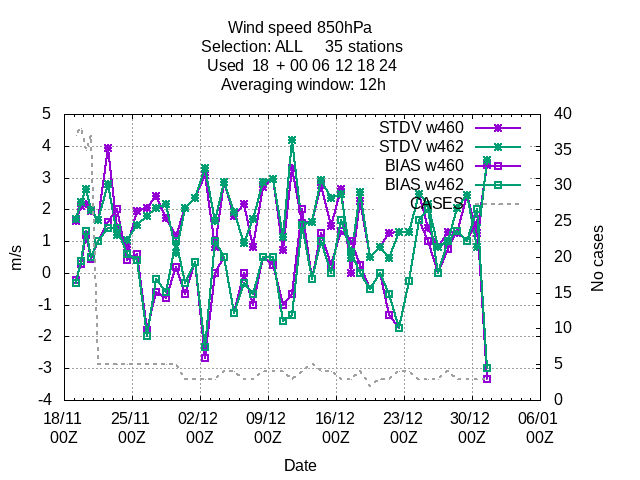 Wind speed 850hPa
Selection: ALL     35 stations
Used  18  + 00 06 12 18 24
Averaging window: 12h
STDV w460
STDV w462
BIAS w460
BIAS w462
CASES
m/s
5
4
3
2
1
0
-1
-2
-3
-4
No cases
40
35
30
25
20
15
10
5
0
18/11 25/11 02/12 09/12 16/12 23/12 30/12 06/01
00Z 00Z 00Z 00Z 00Z 00Z 00Z 00Z
Date